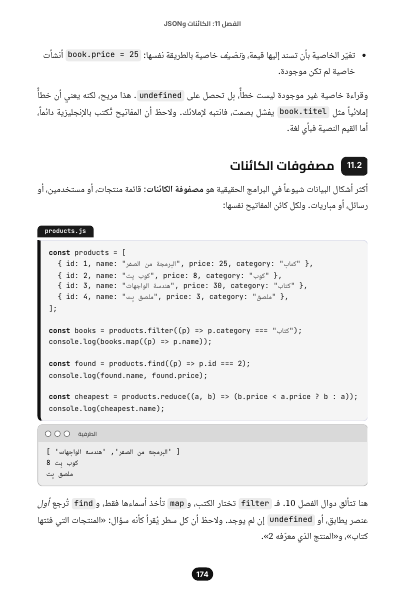 الفصل 11: الكائنات وJSON
• تغيّر الخاصية بأن تسند إليها قيمة، وتضيف خاصية بالطريقة نفسها: book.price = 25 أنشأت
خاصية لم تكن موجودة.
وقراءة خاصية غير موجودة ليست خطأً، بل تحصل على undefined. هذا مريح، لكنه يعني أن خطأً
إملائياً مثل book.titel يفشل بصمت، فانتبه لإملائك. ولاحظ أن المفاتيح تُكتب بالإنجليزية دائماً،
أما القيم النصية فبأي لغة.
11.2 مصفوفات الكائنات
أكثر أشكال البيانات شيوعاً في البرامج الحقيقية هو مصفوفة الكائنات: قائمة منتجات، أو مستخدمين، أو
رسائل، أو مباريات. ولكل كائن المفاتيح نفسها:
products.js
const products = [
{ id: 1, name: "البرمجة من الصفر", price: 25, category: "كتاب" },
{ id: 2, name: "كوب بِت", price: 8, category: "كوب" },
{ id: 3, name: "هندسة الواجهات", price: 30, category: "كتاب" },
{ id: 4, name: "ملصق بِت", price: 3, category: "ملصق" },
];
const books = products.filter((p) => p.category === "كتاب");
console.log(books.map((p) => p.name));
const found = products.find((p) => p.id === 2);
console.log(found.name, found.price);
const cheapest = products.reduce((a, b) => (b.price < a.price ? b : a));
console.log(cheapest.name);
الطرفية
[ 'البرمجة من الصفر', 'هندسة الواجهات' ]
كوب بِت 8
ملصق بِت
هنا تتألق دوال الفصل 10. فـ filter تختار الكتب، و map تأخذ أسماءها فقط، و find تُرجع أول
عنصر يطابق، أو undefined إن لم يوجد. ولاحظ أن كل سطر يُقرأ كأنه سؤال: «المنتجات التي فئتها
كتاب»، و«المنتج الذي معرّفه 2».
174